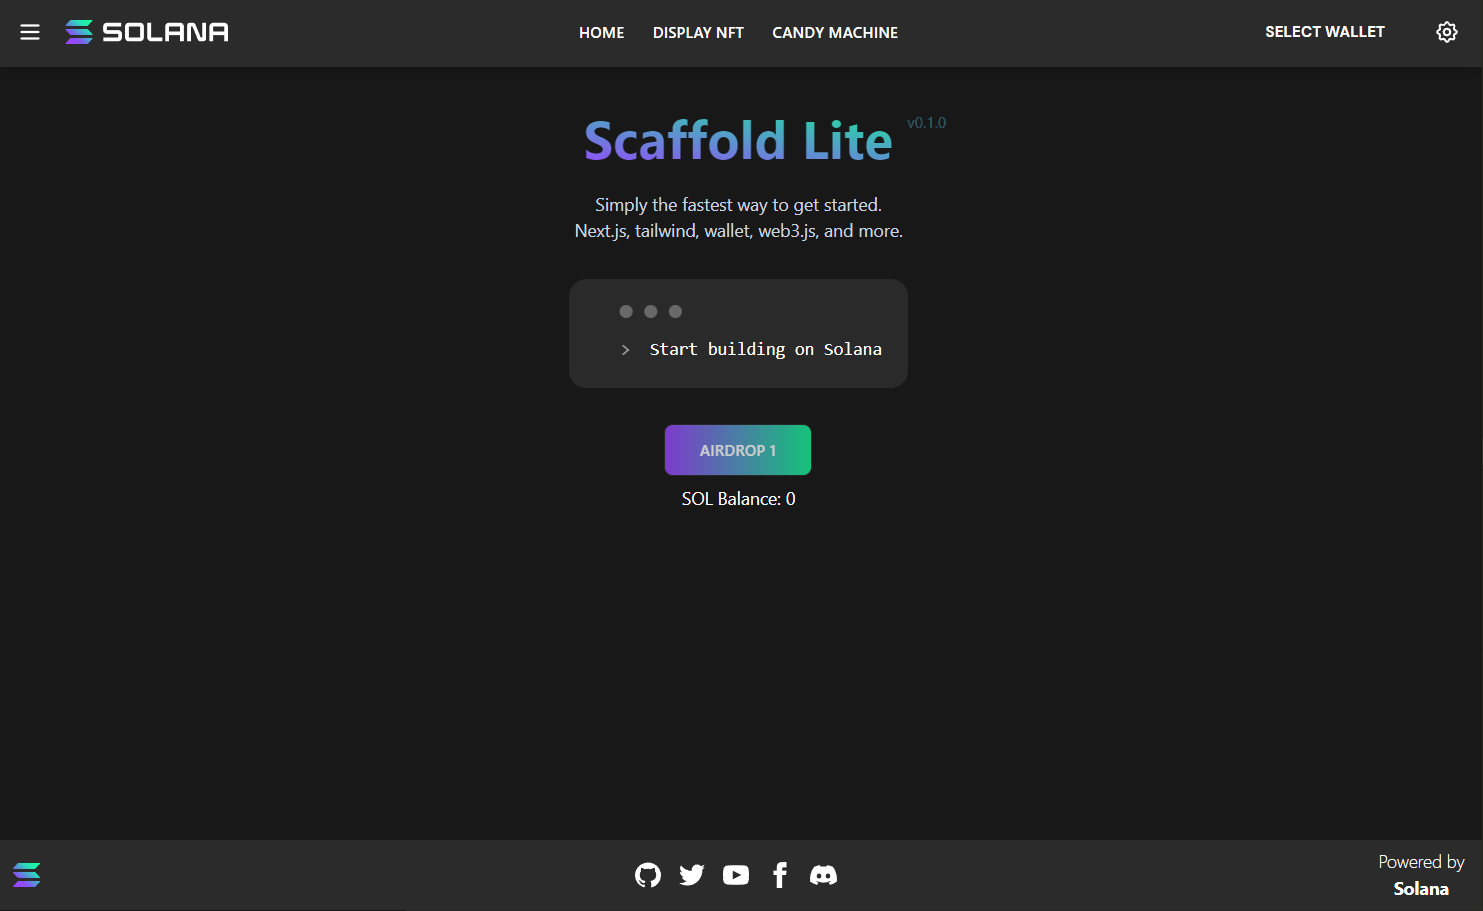 SOLANA
HOME DISPLAY NFT CANDY MACHINE
SELECT WALLET
Scaffold Lite v0.1.0
Simply the fastest way to get started.
Next.js, tailwind, wallet, web3.js, and more.
> Start building on Solana
AIRDROP 1
SOL Balance: 0
Powered by
Solana